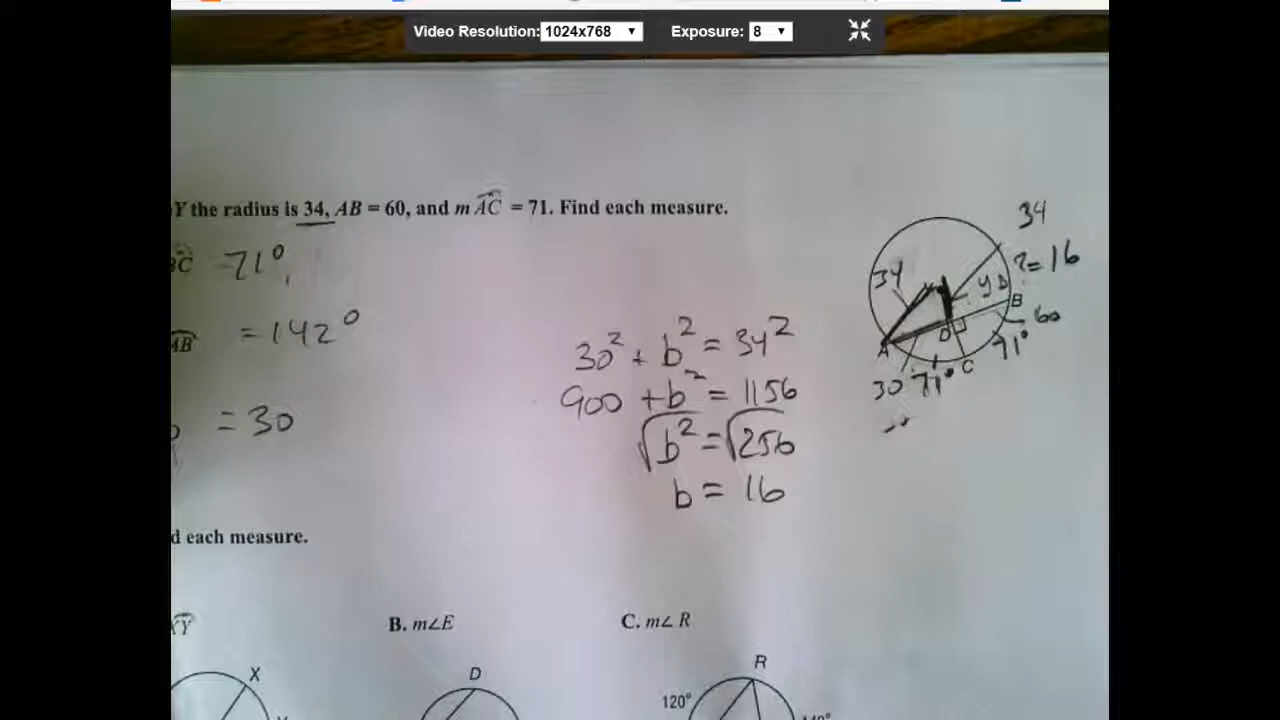 Video Resolution: 1024x768 Exposure: 8
Y the radius is 34, AB = 60, and m AC = 71. Find each measure.
BC 71°
AB = 142°
= 30
30² + b² = 34²
900 + b² = 1156
√b² = √256
b = 16
34
34
? = 16
y D
B
60
A
D
C
71°
30 71°
d each measure.
XY
B. m∠E
C. m∠ R
X
D
R
120°